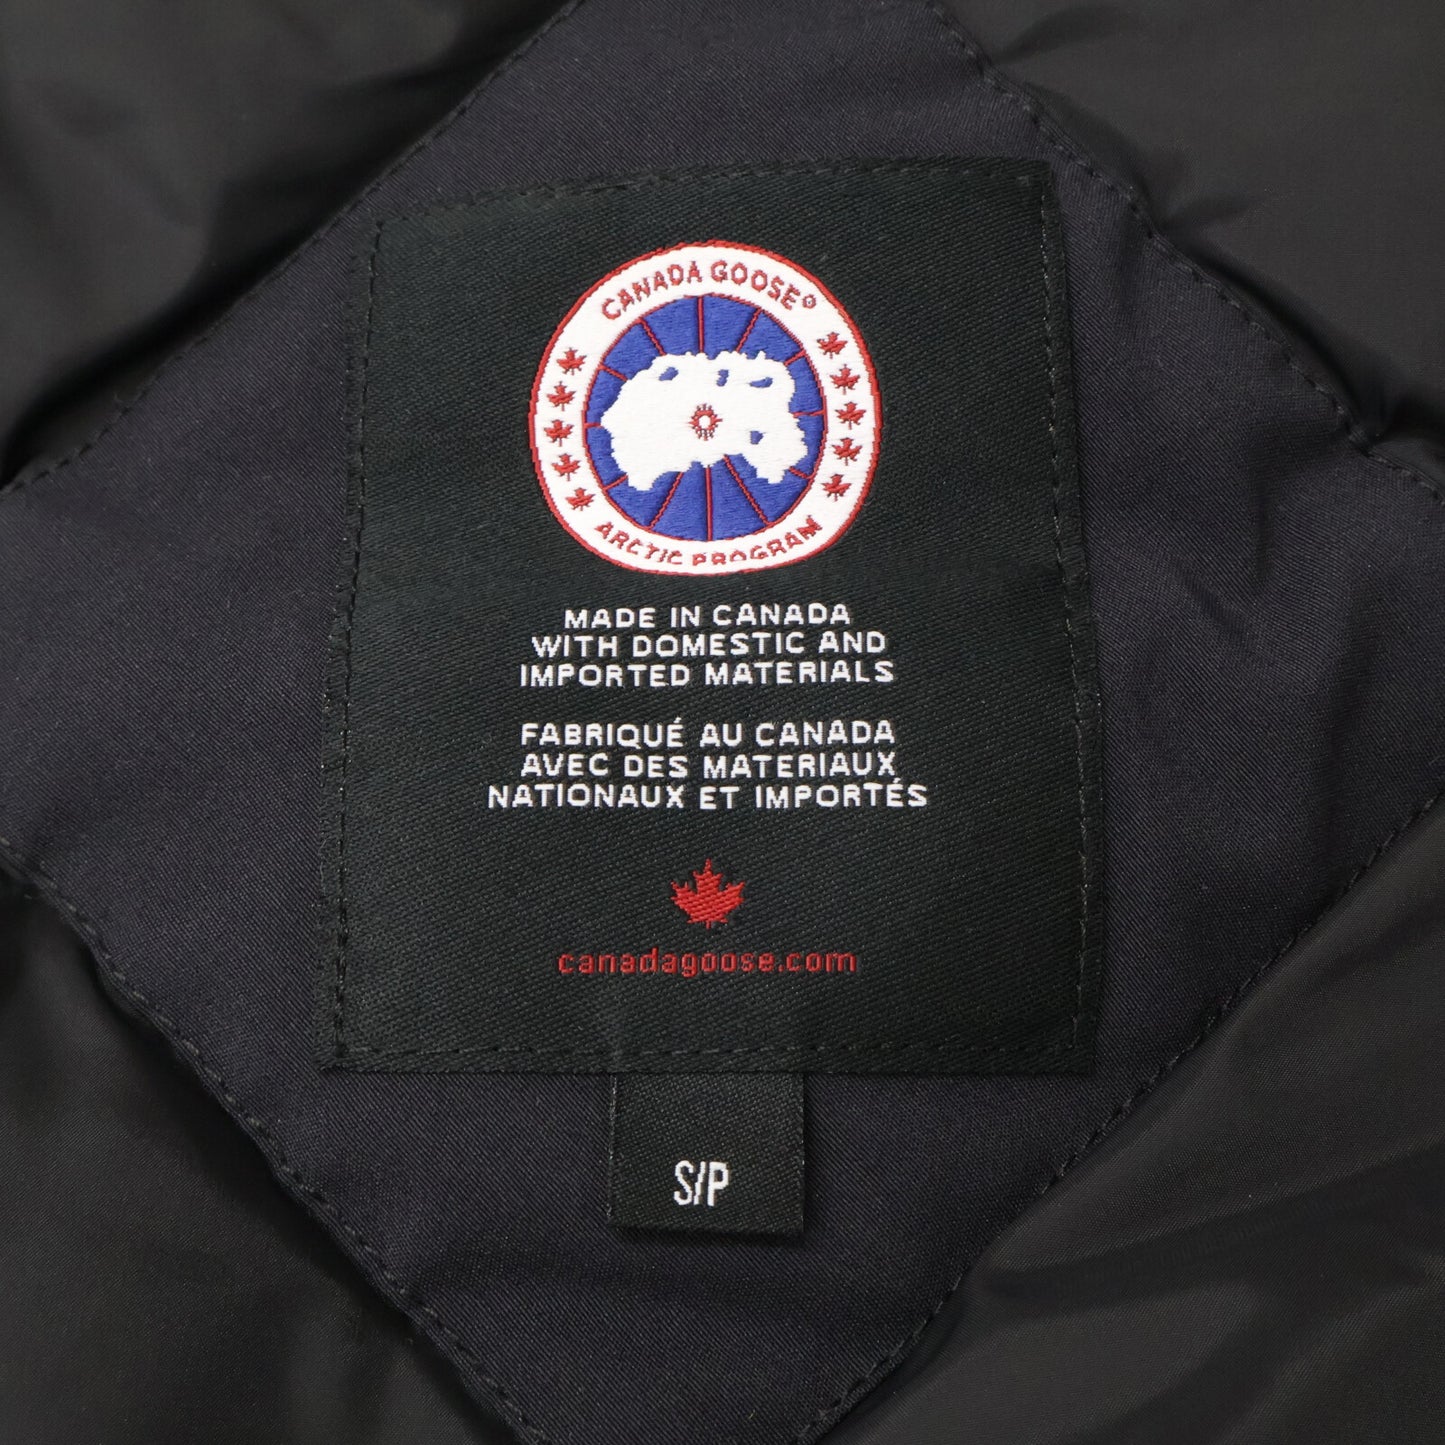 CANADA GOOSE®
ARCTIC PROGRAM
MADE IN CANADA
WITH DOMESTIC AND
IMPORTED MATERIALS
FABRIQUÉ AU CANADA
AVEC DES MATERIAUX
NATIONAUX ET IMPORTÉS
canadagoose.com
S/P